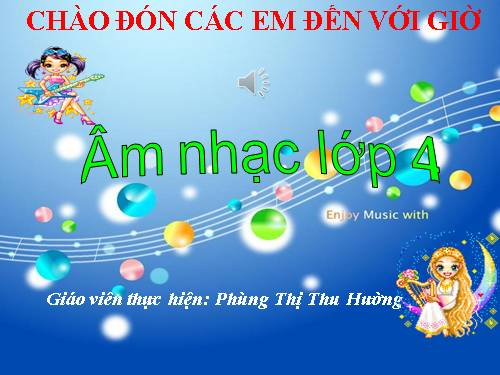 CHÀO ĐÓN CÁC EM ĐẾN VỚI GIỜ
Âm nhạc lớp 4
Enjoy Music with
Giáo viên thực hiện: Phùng Thị Thu Hường